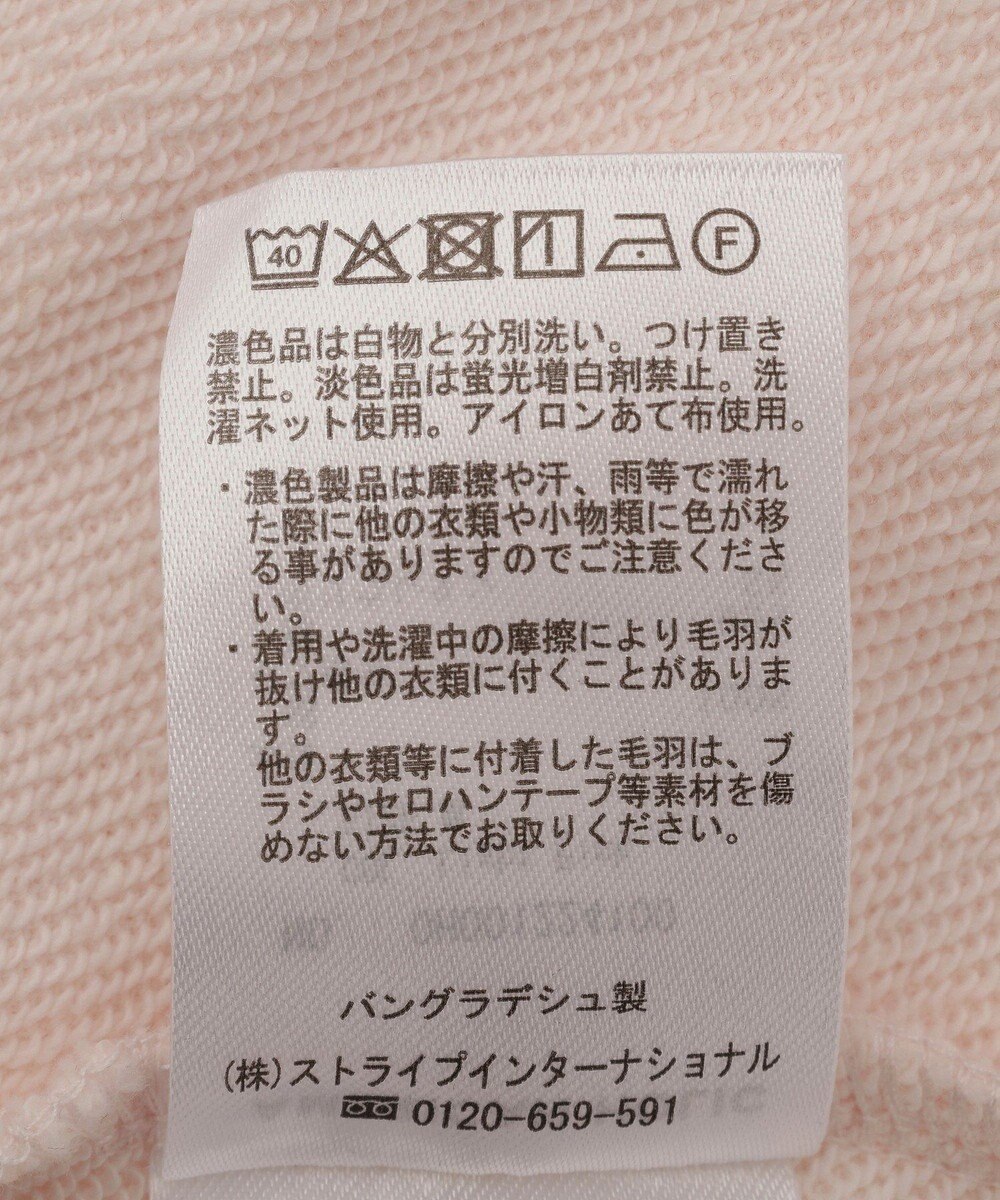 40 F
濃色品は白物と分別洗い。つけ置き
禁止。淡色品は蛍光増白剤禁止。洗
濯ネット使用。アイロンあて布使用。
・濃色製品は摩擦や汗、雨等で濡れ
た際に他の衣類や小物類に色が移
る事がありますのでご注意くださ
い。
・着用や洗濯中の摩擦により毛羽が
抜け他の衣類に付くことがありま
す。
他の衣類等に付着した毛羽は、ブ
ラシやセロハンテープ等素材を傷
めない方法でお取りください。
バングラデシュ製
(株)ストライプインターナショナル
0120-659-591